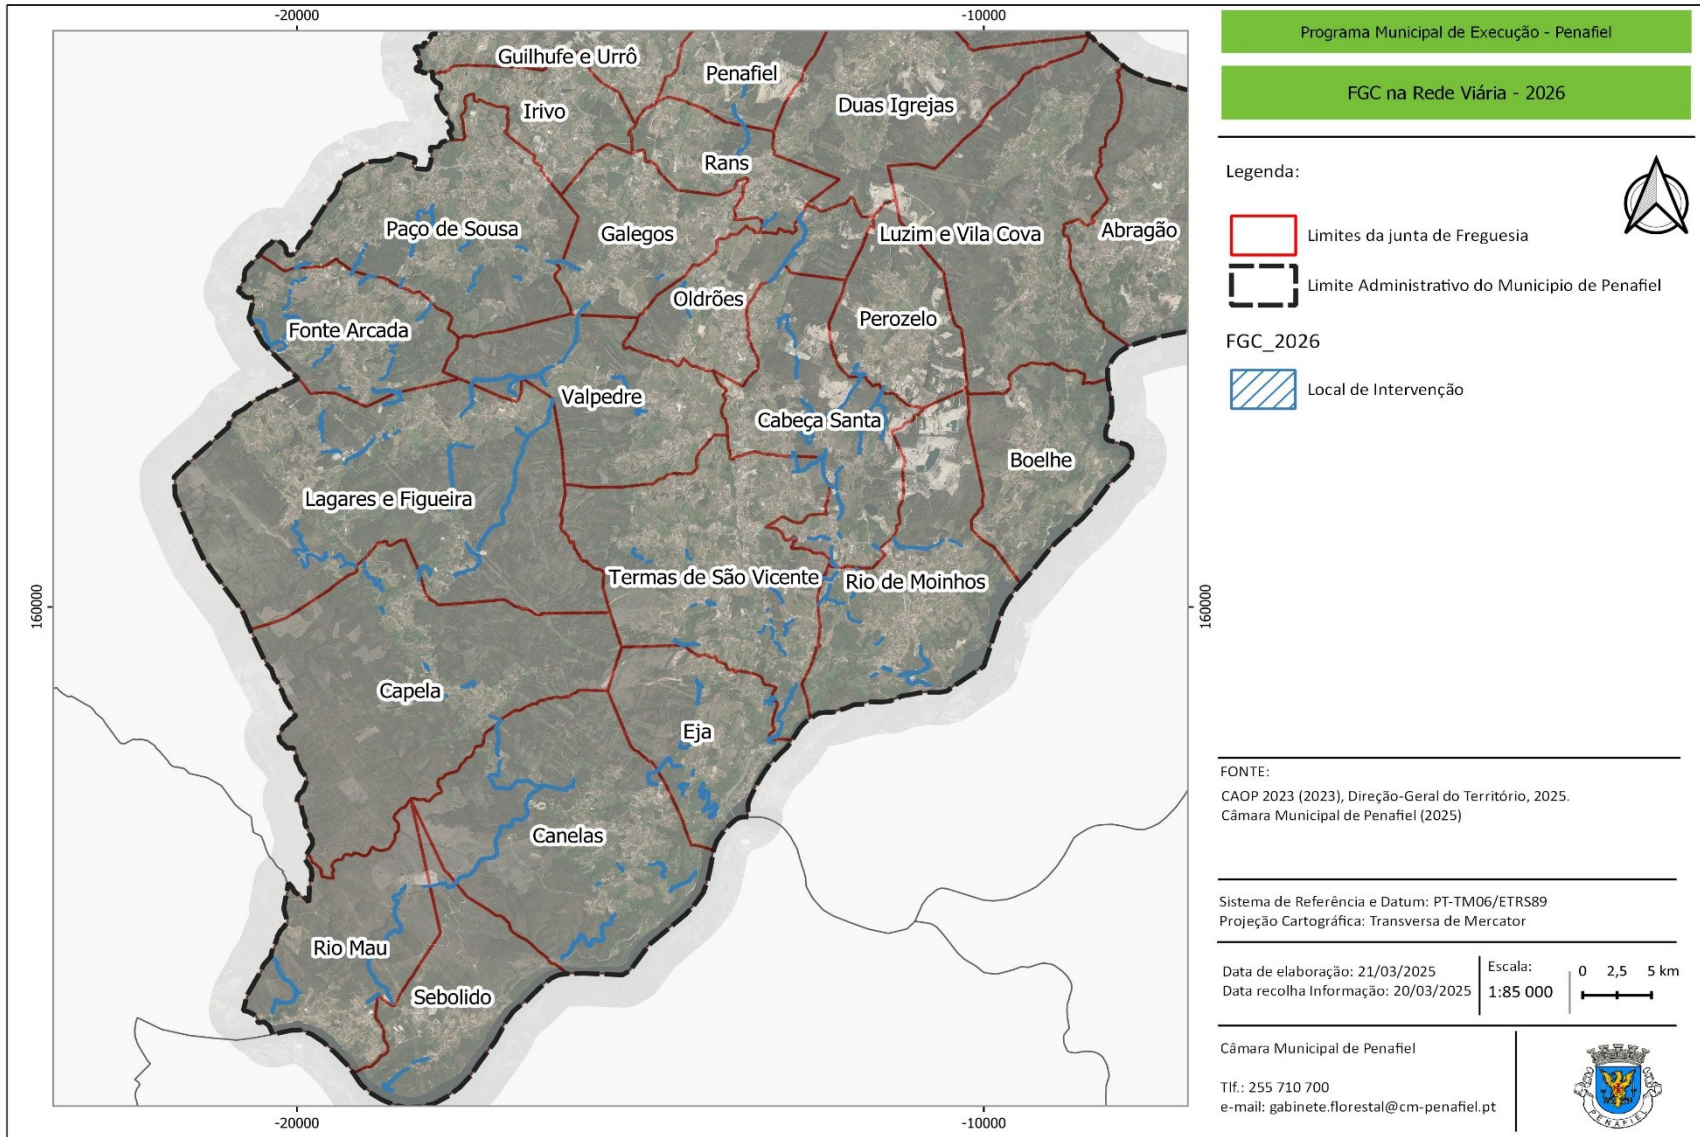 -20000
-10000
Programa Municipal de Execução - Penafiel
FGC na Rede Viária - 2026
Legenda:
Limites da junta de Freguesia
Limite Administrativo do Municipio de Penafiel
FGC_2026
Local de Intervenção
Guilhufe e Urrô
Penafiel
Duas Igrejas
Irivo
Rans
Paço de Sousa
Galegos
Luzim e Vila Cova
Abragão
Oldrões
Fonte Arcada
Perozelo
Valpedre
Cabeça Santa
Boelhe
Lagares e Figueira
Termas de São Vicente
Rio de Moinhos
160000
160000
Capela
Eja
Canelas
Rio Mau
Sebolido
-20000
-10000
FONTE:
CAOP 2023 (2023), Direção-Geral do Território, 2025.
Câmara Municipal de Penafiel (2025)
Sistema de Referência e Datum: PT-TM06/ETRS89
Projeção Cartográfica: Transversa de Mercator
Data de elaboração: 21/03/2025
Data recolha Informação: 20/03/2025
Escala:
1:85 000
0 2,5 5 km
Câmara Municipal de Penafiel
Tlf.: 255 710 700
e-mail: gabinete.florestal@cm-penafiel.pt
PENAFIEL